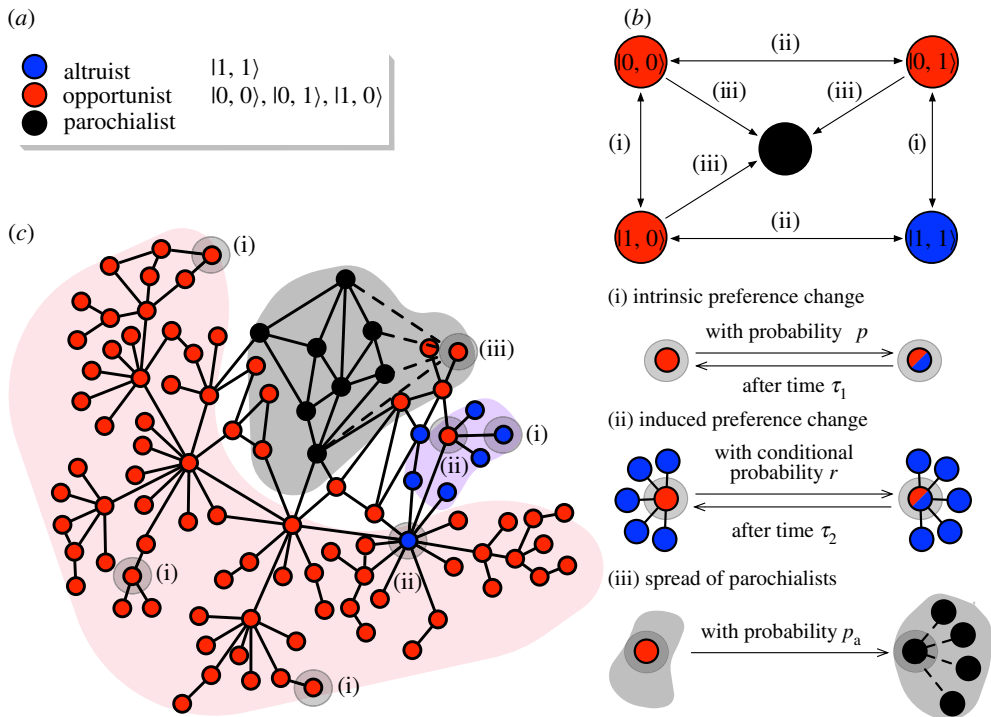 (a)
altruist |1, 1⟩
opportunist |0, 0⟩, |0, 1⟩, |1, 0⟩
parochialist
(b)
(ii)
|0, 0⟩ |0, 1⟩
(iii) (iii)
(i) (i)
(iii)
(ii)
|1, 0⟩ |1, 1⟩
(c)
(i)
(iii)
(i)
(ii)
(i)
(ii)
(i)
(i) intrinsic preference change
with probability p
after time τ1
(ii) induced preference change
with conditional
probability r
after time τ2
(iii) spread of parochialists
with probability pa